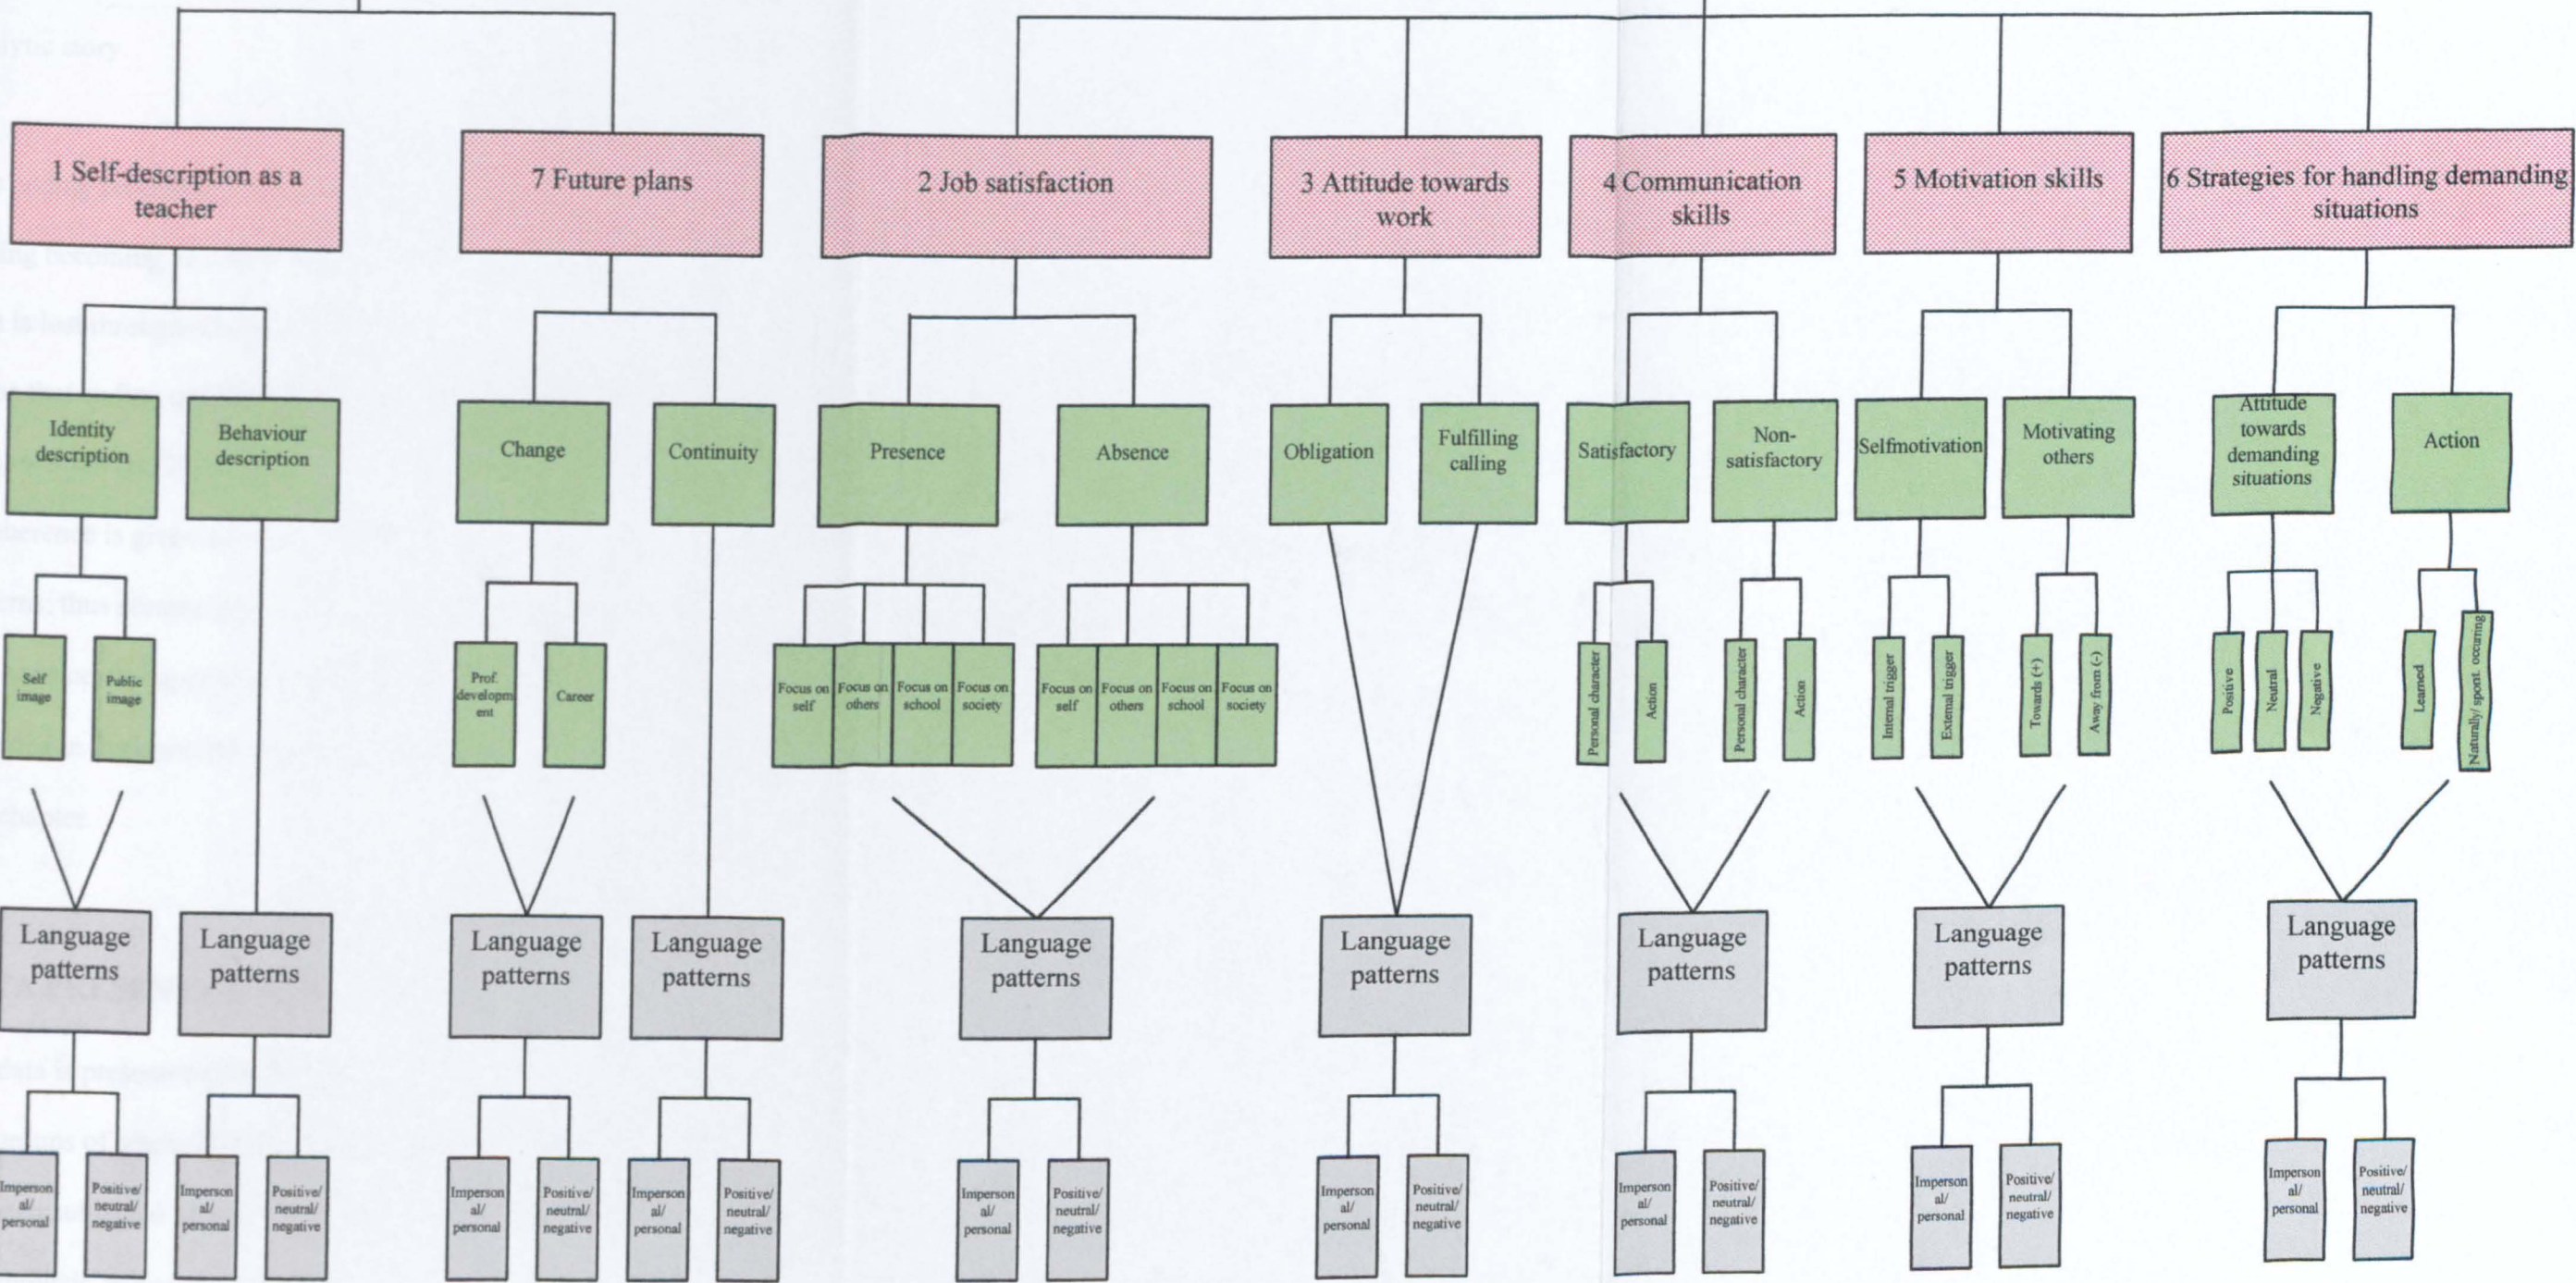 1 Self-description as a
teacher
7 Future plans
2 Job satisfaction
3 Attitude towards
work
4 Communication
skills
5 Motivation skills
6 Strategies for handling demanding
situations
Identity
description
Behaviour
description
Change
Continuity
Presence
Absence
Obligation
Fulfilling
calling
Satisfactory
Non-
satisfactory
Selfmotivation
Motivating
others
Attitude
towards
demanding
situations
Action
Self
image
Public
image
Prof.
developm
ent
Career
Focus on
self
Focus on
others
Focus on
school
Focus on
society
Focus on
self
Focus on
others
Focus on
school
Focus on
society
Personal character
Action
Personal character
Action
Internal trigger
External trigger
Towards (+)
Away from (-)
Positive
Neutral
Negative
Learned
Naturally/ spont. occurring
Language
patterns
Language
patterns
Language
patterns
Language
patterns
Language
patterns
Language
patterns
Language
patterns
Language
patterns
Language
patterns
Imperson
al/
personal
Positive/
neutral/
negative
Imperson
al/
personal
Positive/
neutral/
negative
Imperson
al/
personal
Positive/
neutral/
negative
Imperson
al/
personal
Positive/
neutral/
negative
Imperson
al/
personal
Positive/
neutral/
negative
Imperson
al/
personal
Positive/
neutral/
negative
Imperson
al/
personal
Positive/
neutral/
negative
Imperson
al/
personal
Positive/
neutral/
negative
Imperson
al/
personal
Positive/
neutral/
negative